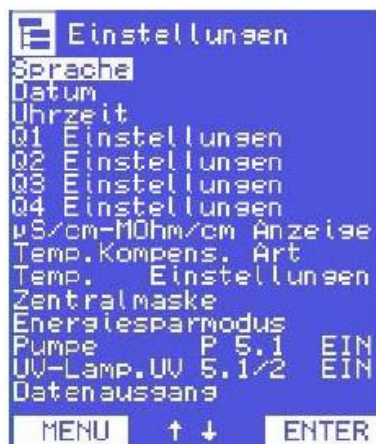 Einstellungen
Sprache
Datum
Uhrzeit
Q1 Einstellungen
Q2 Einstellungen
Q3 Einstellungen
Q4 Einstellungen
µS/cm-MOhm/cm Anzeige
Temp.Kompens. Art
Temp. Einstellungen
Zentralmaske
Energiesparmodus
Pumpe P 5.1 EIN
UV-Lamp.UV 5.1/2 EIN
Datenausgang
MENU ↑ ↓ ENTER